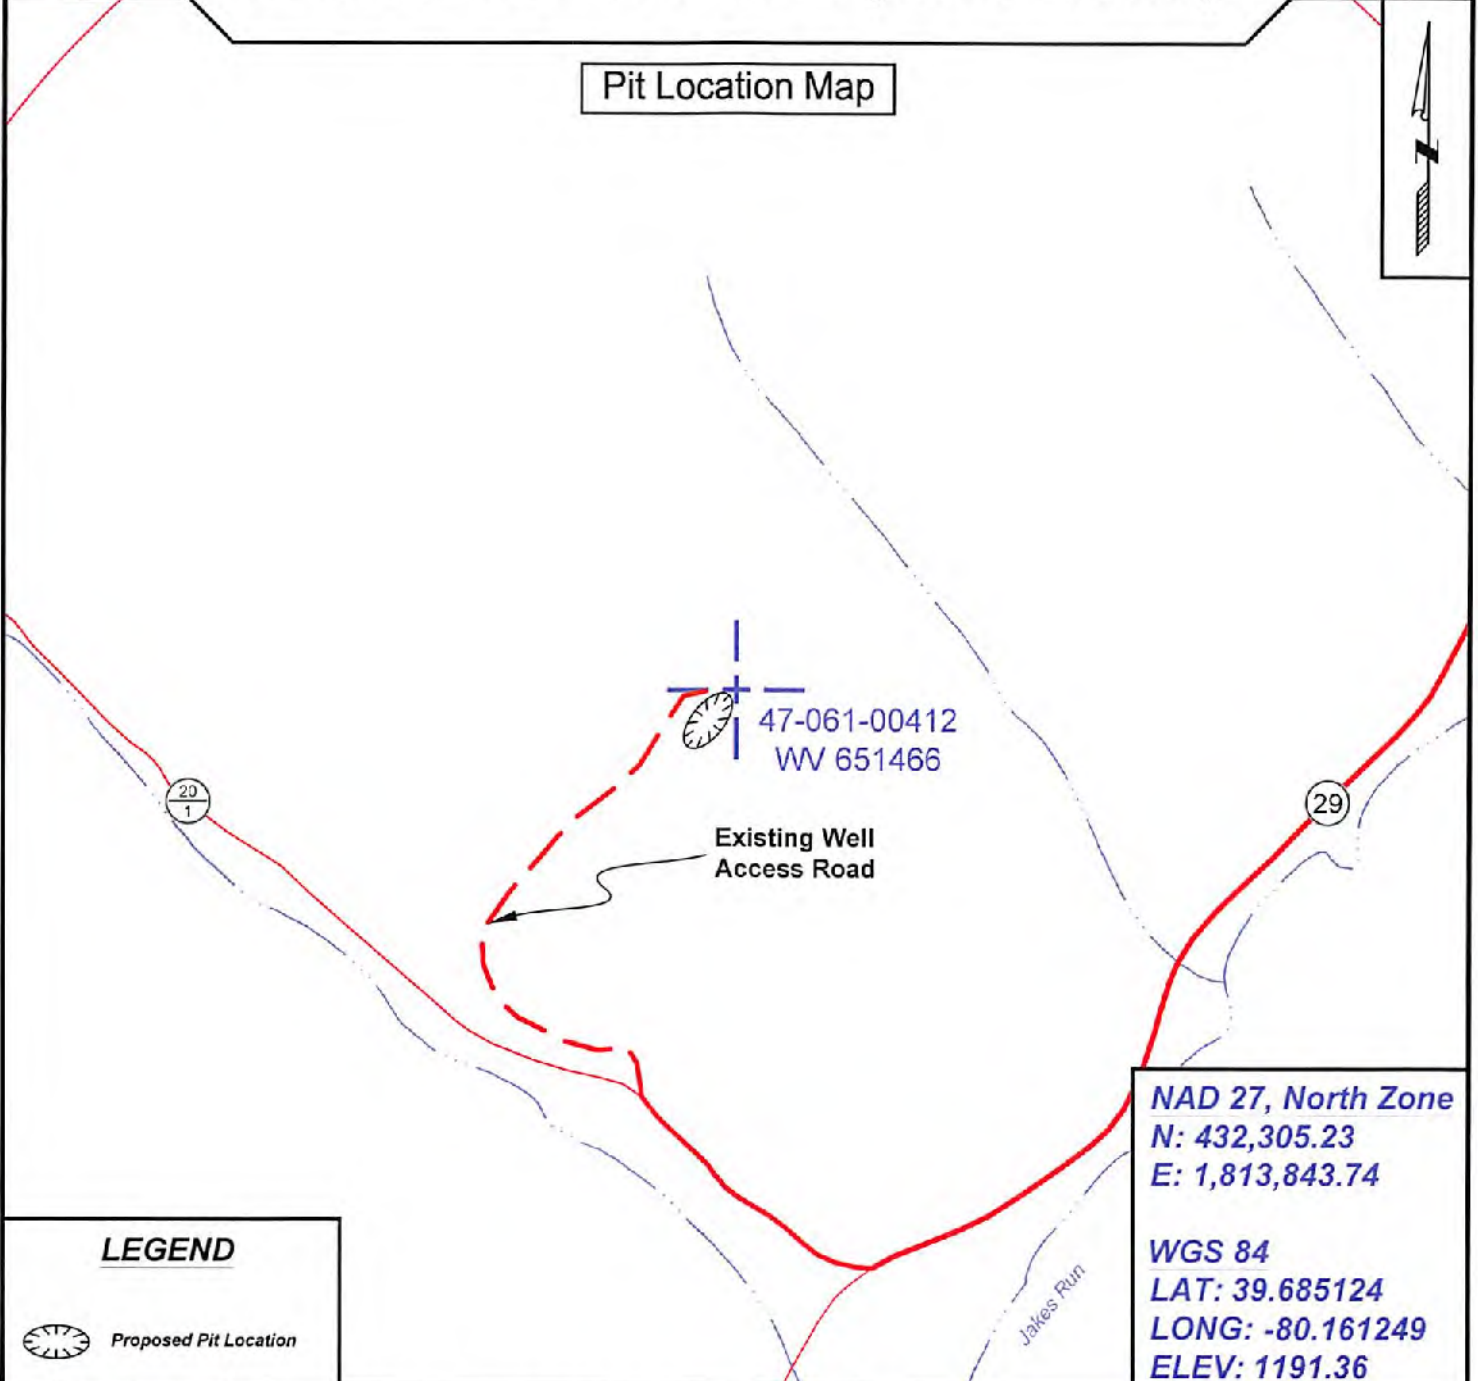 Pit Location Map
N
47-061-00412
WV 651466
20
1
29
Existing Well
Access Road
NAD 27, North Zone
N: 432,305.23
E: 1,813,843.74
WGS 84
LAT: 39.685124
LONG: -80.161249
ELEV: 1191.36
Jakes Run
LEGEND
Proposed Pit Location